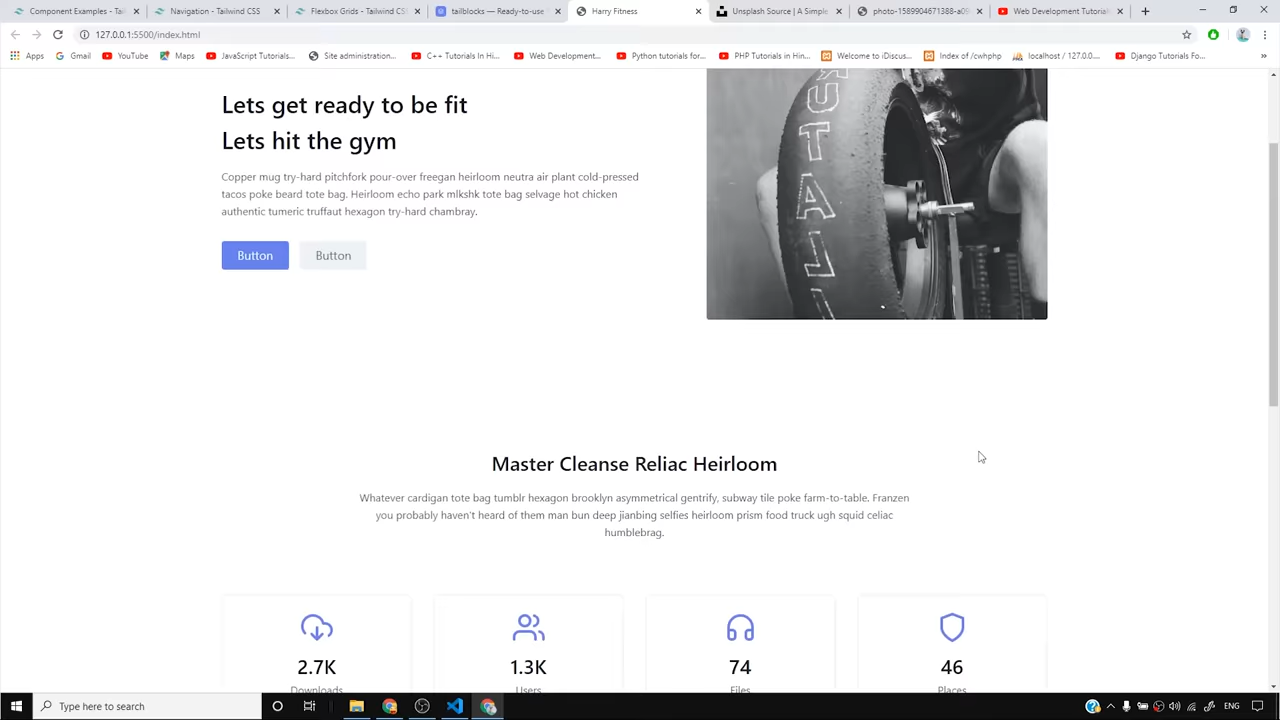 Component Examples - Tai
Navigation - Tailwind CSS
Flexbox Grids - Tailwind CSS
tailblocks — Ready-to-use
Harry Fitness
Unsplash Source | A Simple
photo-1589904671388-a09
Web Development Tutorial
127.0.0.1:5500/index.html
Apps
Gmail
YouTube
Maps
JavaScript Tutorials...
Site administration...
C++ Tutorials In Hi...
Web Development...
Python tutorials for...
PHP Tutorials in Hin...
Welcome to iDiscus...
Index of /cwhphp
localhost / 127.0.0....
Django Tutorials Fo...
»
Lets get ready to be fit
Lets hit the gym
Copper mug try-hard pitchfork pour-over freegan heirloom neutra air plant cold-pressed
tacos poke beard tote bag. Heirloom echo park mlkshk tote bag selvage hot chicken
authentic tumeric truffaut hexagon try-hard chambray.
Button
Button
Master Cleanse Reliac Heirloom
Whatever cardigan tote bag tumblr hexagon brooklyn asymmetrical gentrify, subway tile poke farm-to-table. Franzen
you probably haven't heard of them man bun deep jianbing selfies heirloom prism food truck ugh squid celiac
humblebrag.
2.7K
Downloads
1.3K
Users
74
Files
46
Places
Type here to search
ENG